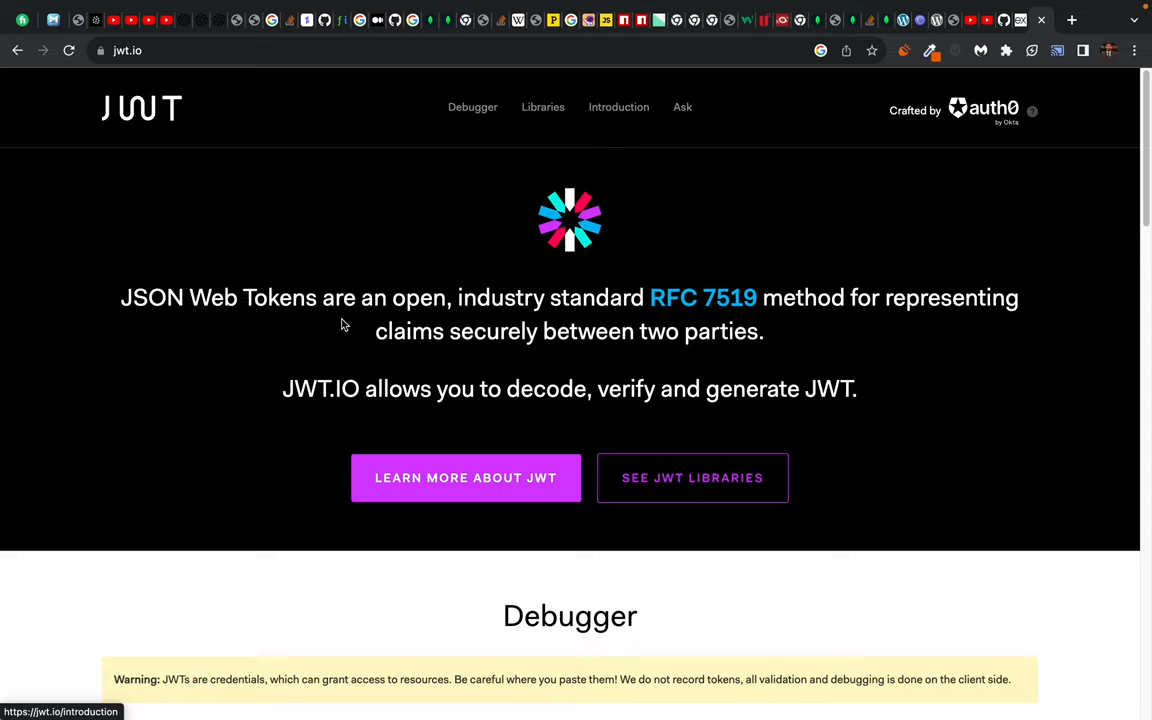 jwt.io
JWT
Debugger
Libraries
Introduction
Ask
Crafted by auth0
by Okta
JSON Web Tokens are an open, industry standard RFC 7519 method for representing
claims securely between two parties.
JWT.IO allows you to decode, verify and generate JWT.
LEARN MORE ABOUT JWT
SEE JWT LIBRARIES
Debugger
Warning: JWTs are credentials, which can grant access to resources. Be careful where you paste them! We do not record tokens, all validation and debugging is done on the client side.
https://jwt.io/introduction